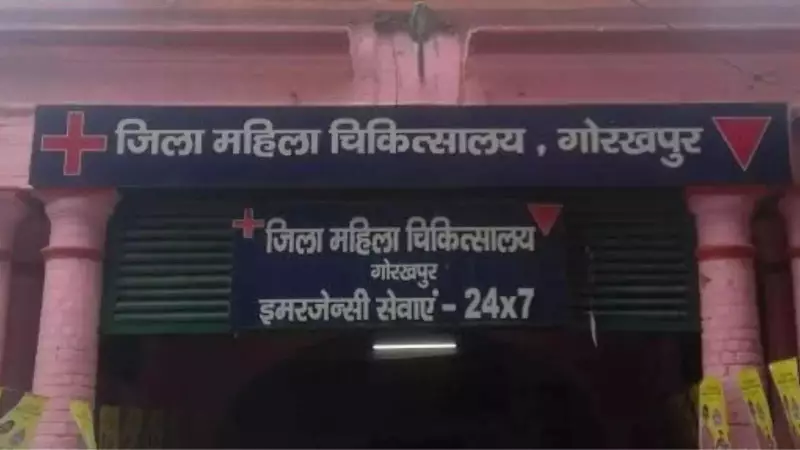 जिला महिला चिकित्सालय , गोरखपुर
जिला महिला चिकित्सालय
गोरखपुर
इमरजेन्सी सेवाएं - 24x7